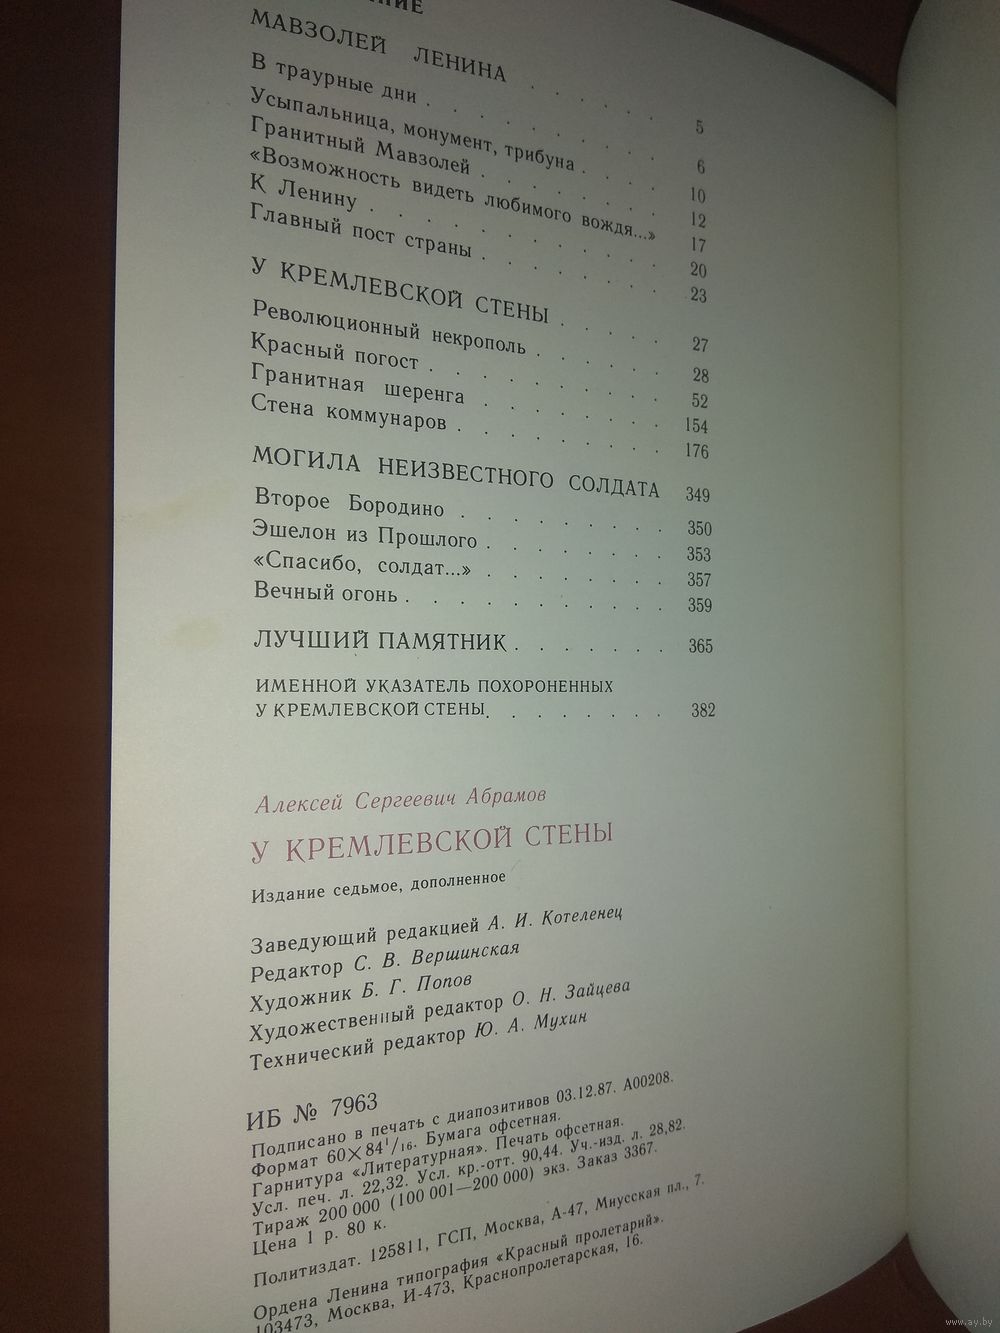 МАВЗОЛЕЙ ЛЕНИНА . . . . . 5
В траурные дни . . . . . . . . 6
Усыпальница, монумент, трибуна . . . . 10
Гранитный Мавзолей . . . . . . . 12
«Возможность видеть любимого вождя...» 17
К Ленину . . . . . . . . . . 20
Главный пост страны . . . . . . . 23
У КРЕМЛЕВСКОЙ СТЕНЫ . . . . . 27
Революционный некрополь . . . . . . 28
Красный погост . . . . . . . . . 52
Гранитная шеренга . . . . . . . 154
Стена коммунаров . . . . . . . . 176
МОГИЛА НЕИЗВЕСТНОГО СОЛДАТА 349
Второе Бородино . . . . . . . . 350
Эшелон из Прошлого . . . . . . . 353
«Спасибо, солдат...» . . . . . . . 357
Вечный огонь . . . . . . . . . . 359
ЛУЧШИЙ ПАМЯТНИК . . . . . . . 365
ИМЕННОЙ УКАЗАТЕЛЬ ПОХОРОНЕННЫХ
У КРЕМЛЕВСКОЙ СТЕНЫ. . . . . . . . 382
Алексей Сергеевич Абрамов
У КРЕМЛЕВСКОЙ СТЕНЫ
Издание седьмое, дополненное
Заведующий редакцией А. И. Котеленец
Редактор С. В. Вершинская
Художник Б. Г. Попов
Художественный редактор О. Н. Зайцева
Технический редактор Ю. А. Мухин
ИБ № 7963
Подписано в печать с диапозитивов 03.12.87. А00208.
Формат 60×84 1/16. Бумага офсетная.
Гарнитура «Литературная». Печать офсетная.
Усл. печ. л. 22,32. Усл. кр.-отт. 90,44. Уч.-изд. л. 28,82.
Тираж 200 000 (100 001—200 000) экз. Заказ 3367.
Цена 1 р. 80 к.
Политиздат. 125811, ГСП, Москва, А-47, Миусская пл., 7.
Ордена Ленина типография «Красный пролетарий».
103473, Москва, И-473, Краснопролетарская, 16.
www.ay.by